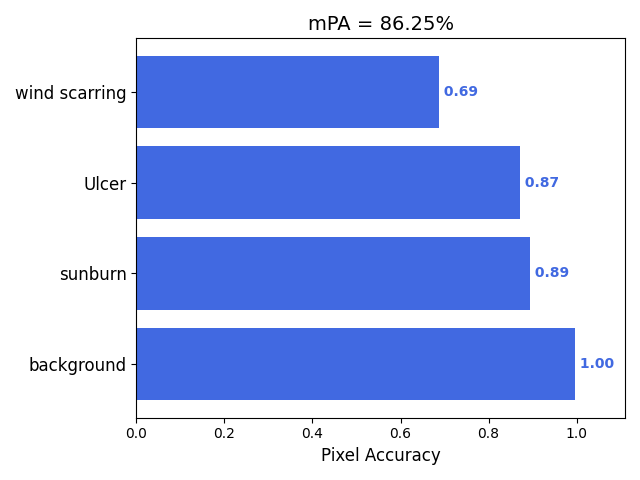 mPA = 86.25%
wind scarring
0.69
Ulcer
0.87
sunburn
0.89
background
1.00
0.0 0.2 0.4 0.6 0.8 1.0
Pixel Accuracy